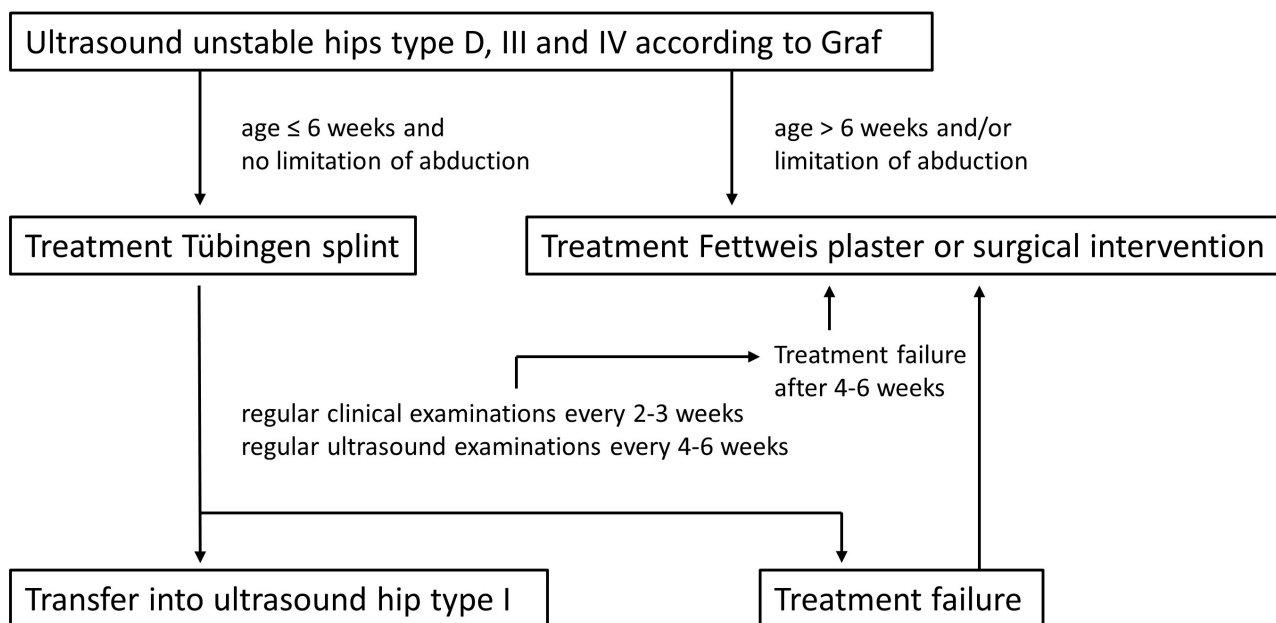 Ultrasound unstable hips type D, III and IV according to Graf
age ≤ 6 weeks and
no limitation of abduction
age > 6 weeks and/or
limitation of abduction
Treatment Tübingen splint
Treatment Fettweis plaster or surgical intervention
Treatment failure
after 4-6 weeks
regular clinical examinations every 2-3 weeks
regular ultrasound examinations every 4-6 weeks
Transfer into ultrasound hip type I
Treatment failure